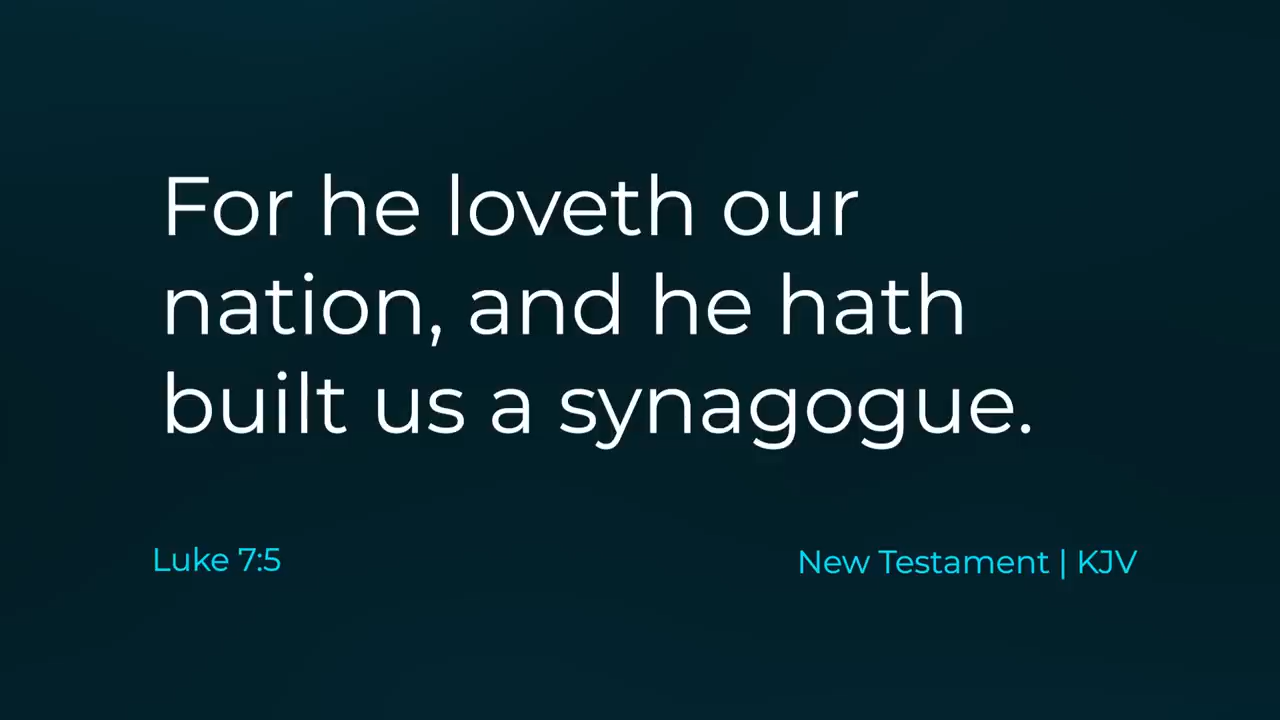 For he loveth our
nation, and he hath
built us a synagogue.
Luke 7:5
New Testament | KJV